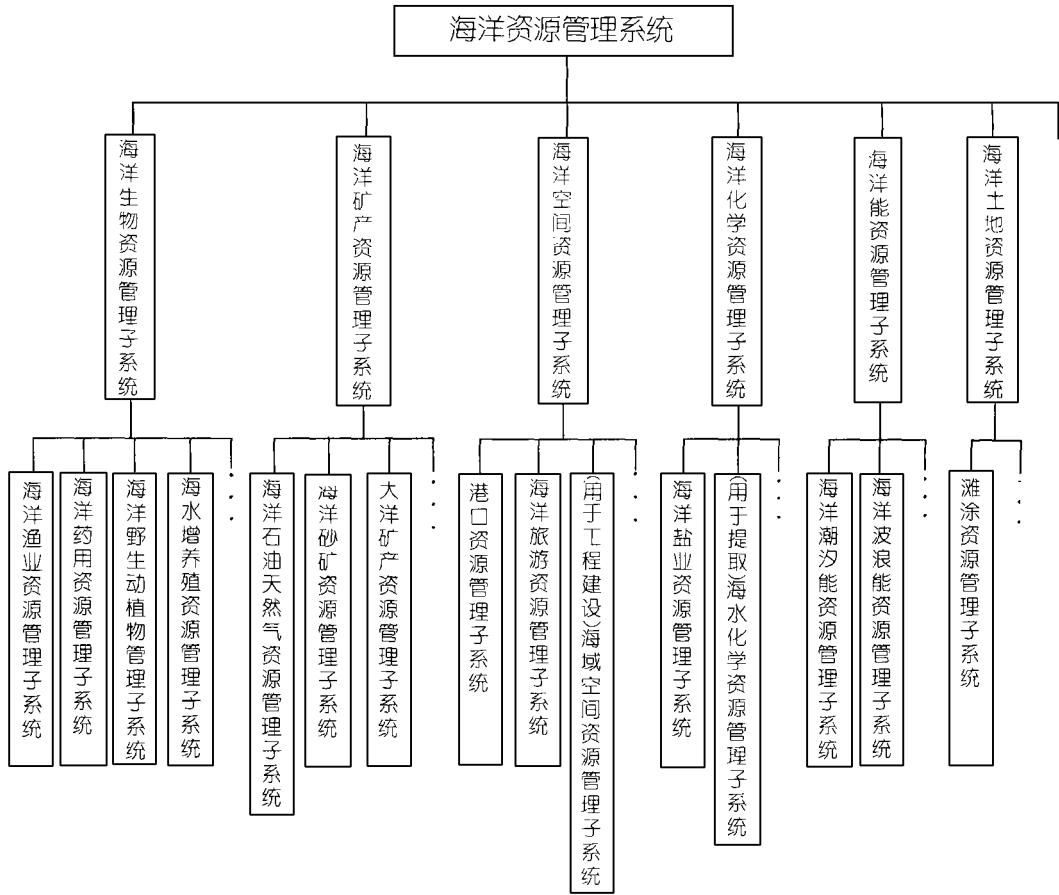 海洋资源管理系统
海洋生物资源管理子系统
海洋矿产资源管理子系统
海洋空间资源管理子系统
海洋化学资源管理子系统
海洋能资源管理子系统
海洋土地资源管理子系统
海洋渔业资源管理子系统
海洋药用资源管理子系统
海洋野生动植物管理子系统
海水增养殖资源管理子系统
海洋石油天然气资源管理子系统
海洋砂矿资源管理子系统
大洋矿产资源管理子系统
港口资源管理子系统
海洋旅游资源管理子系统
(用于工程建设)海域空间资源管理子系统
海洋盐业资源管理子系统
(用于提取)海水化学资源管理子系统
海洋潮汐能资源管理子系统
海洋波浪能资源管理子系统
滩涂资源管理子系统